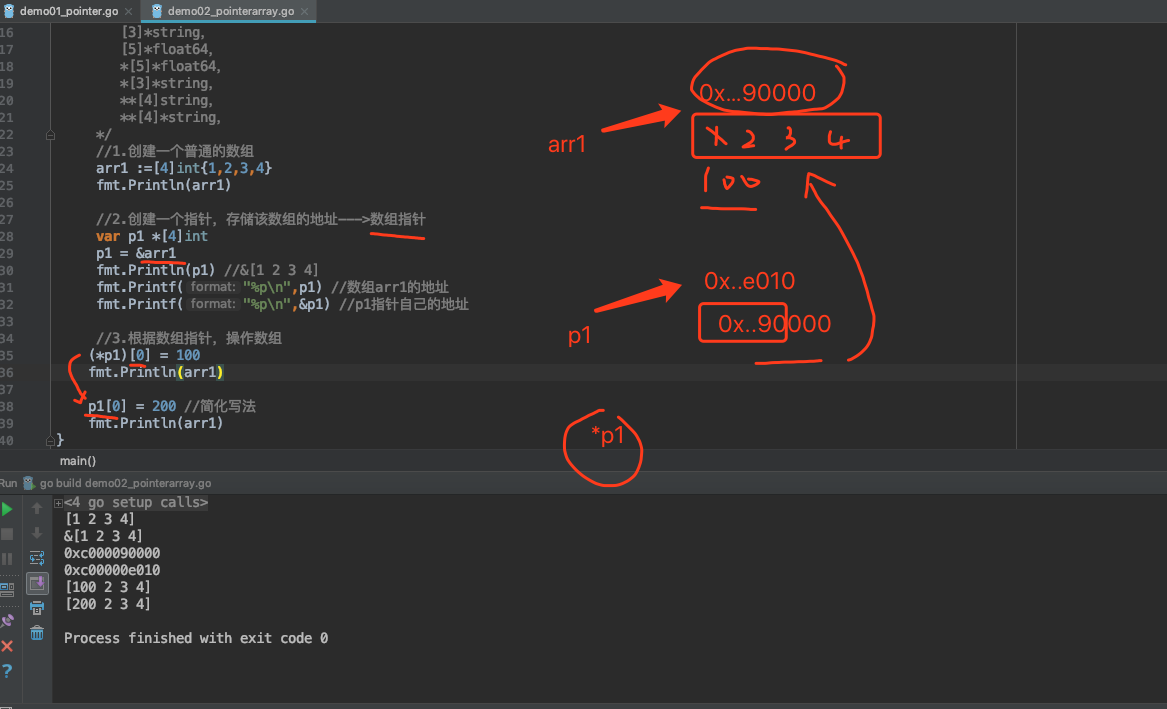 demo01_pointer.go
demo02_pointerarray.go
16 [3]*string,
17 [5]*float64,
18 *[5]*float64,
19 *[3]*string,
20 **[4]string,
21 **[4]*string,
22 */
23 //1.创建一个普通的数组
24 arr1 :=[4]int{1,2,3,4}
25 fmt.Println(arr1)
26
27 //2.创建一个指针，存储该数组的地址--->数组指针
28 var p1 *[4]int
29 p1 = &arr1
30 fmt.Println(p1) //&[1 2 3 4]
31 fmt.Printf( format: "%p\n",p1) //数组arr1的地址
32 fmt.Printf( format: "%p\n",&p1) //p1指针自己的地址
33
34 //3.根据数组指针，操作数组
35 (*p1)[0] = 100
36 fmt.Println(arr1)
37
38 p1[0] = 200 //简化写法
39 fmt.Println(arr1)
40 }
0x...90000
arr1
1 2 3 4
100
0x..e010
p1
0x..90000
*p1
main()
Run go build demo02_pointerarray.go
<4 go setup calls>
[1 2 3 4]
&[1 2 3 4]
0xc000090000
0xc00000e010
[100 2 3 4]
[200 2 3 4]
Process finished with exit code 0